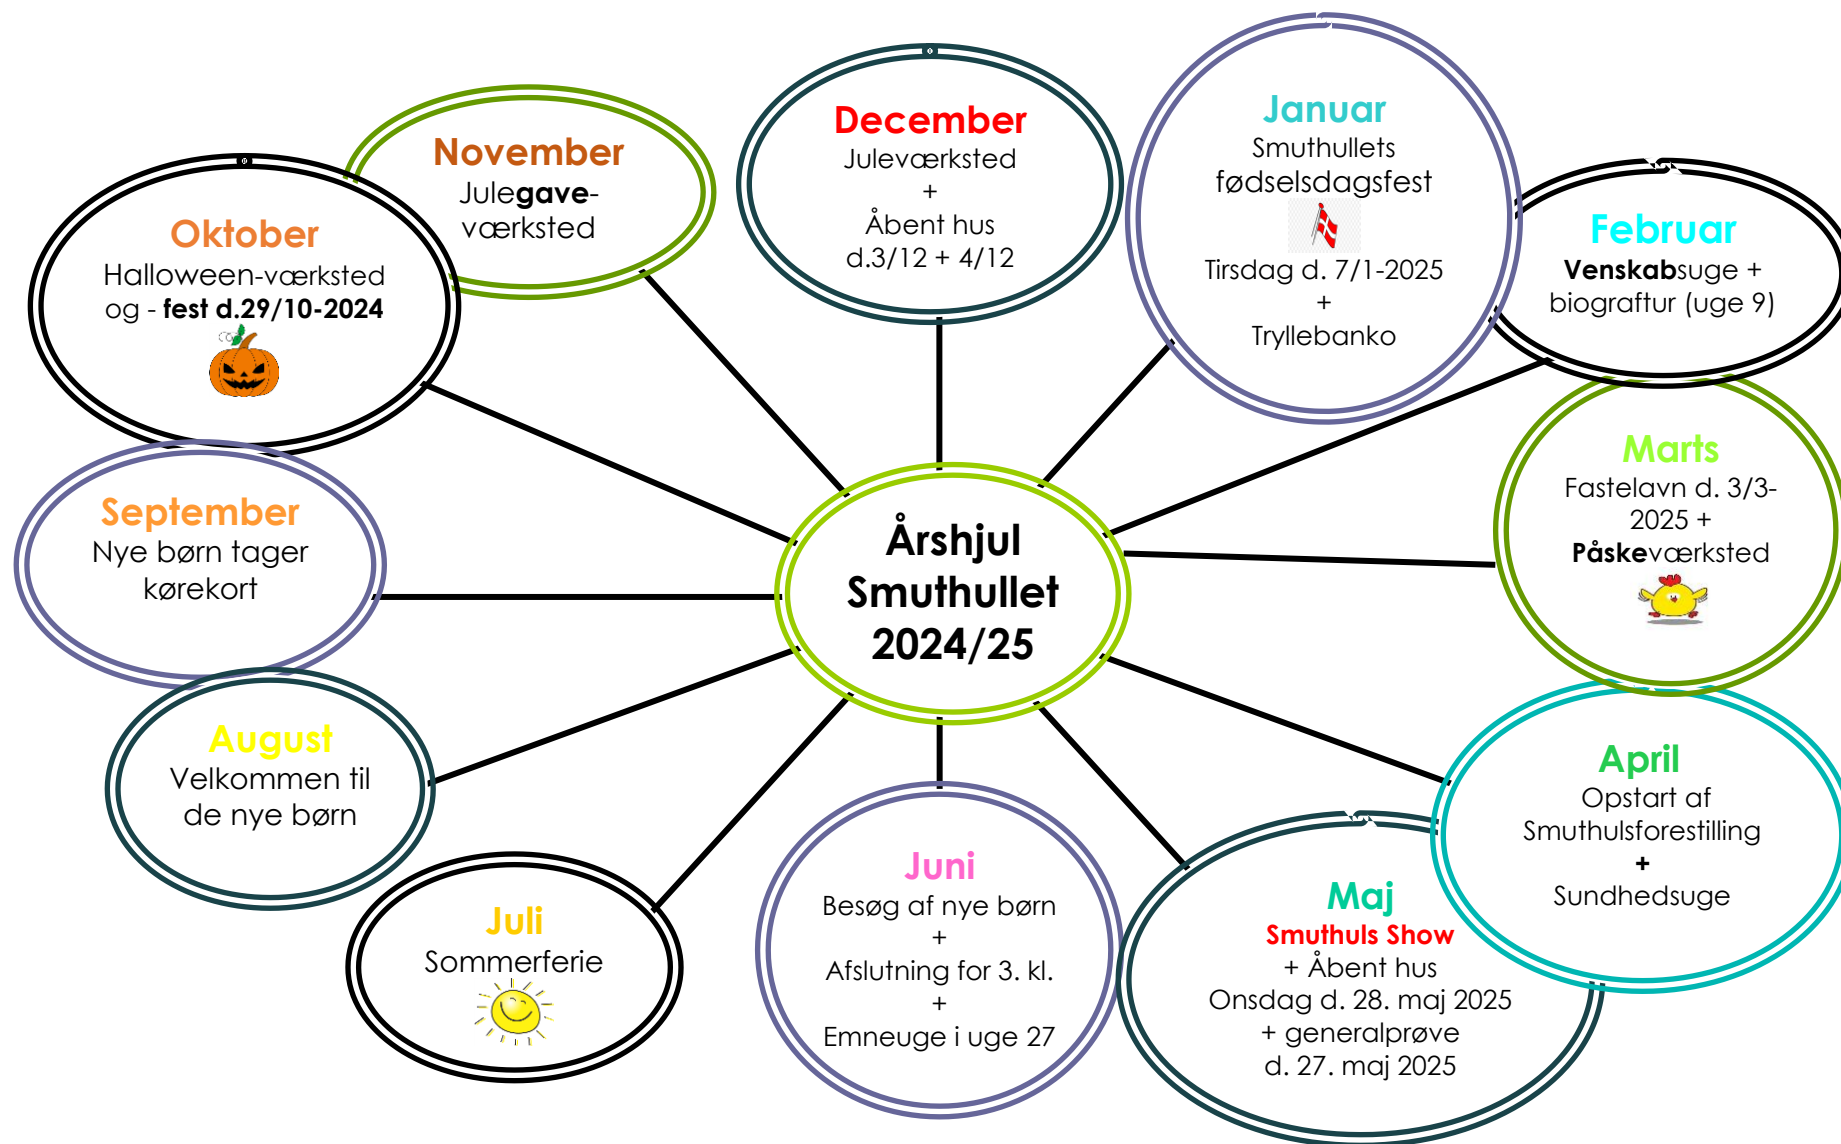 Årshjul
Smuthullet
2024/25
August
Velkommen til
de nye børn
September
Nye børn tager
kørekort
Oktober
Halloween-værksted
og - fest d.29/10-2024
November
Julegave-
værksted
December
Juleværksted
+
Åbent hus
d.3/12 + 4/12
Januar
Smuthullets
fødselsdagsfest
Tirsdag d. 7/1-2025
+
Tryllebanko
Februar
Venskabsuge +
biograftur (uge 9)
Marts
Fastelavn d. 3/3-
2025 +
Påskeværksted
April
Opstart af
Smuthulsforestilling
+
Sundhedsuge
Maj
Smuthuls Show
+ Åbent hus
Onsdag d. 28. maj 2025
+ generalprøve
d. 27. maj 2025
Juni
Besøg af nye børn
+
Afslutning for 3. kl.
+
Emneuge i uge 27
Juli
Sommerferie